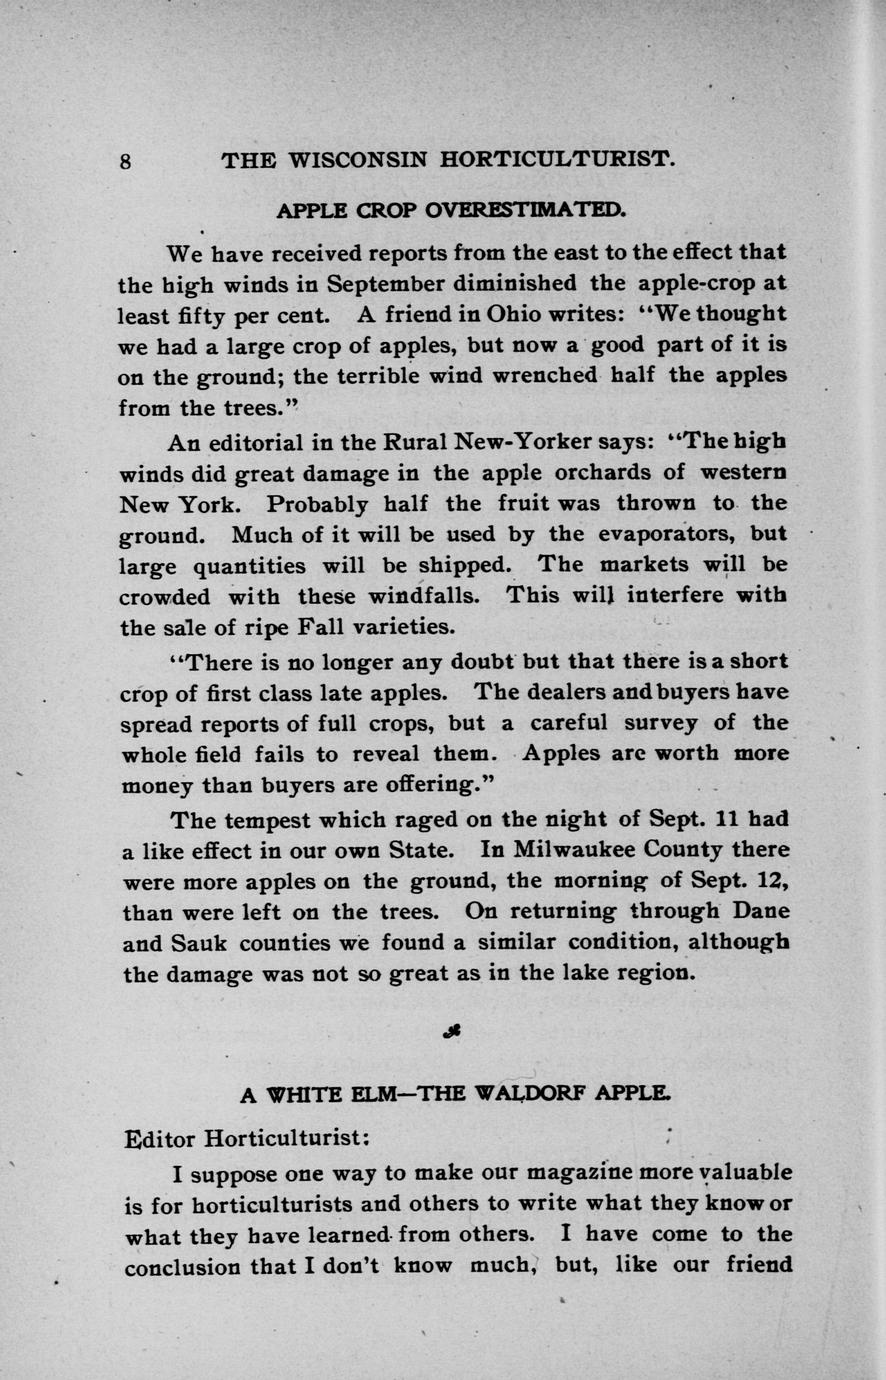 8 THE WISCONSIN HORTICULTURIST.
APPLE CROP OVERESTIMATED.
We have received reports from the east to the effect that
the high winds in September diminished the apple-crop at
least fifty per cent. A friend in Ohio writes: “We thought
we had a large crop of apples, but now a good part of it is
on the ground; the terrible wind wrenched half the apples
from the trees.”
An editorial in the Rural New-Yorker says: “The high
winds did great damage in the apple orchards of western
New York. Probably half the fruit was thrown to the
ground. Much of it will be used by the evaporators, but
large quantities will be shipped. The markets will be
crowded with these windfalls. This will interfere with
the sale of ripe Fall varieties.
“There is no longer any doubt but that there is a short
crop of first class late apples. The dealers and buyers have
spread reports of full crops, but a careful survey of the
whole field fails to reveal them. Apples are worth more
money than buyers are offering.”
The tempest which raged on the night of Sept. 11 had
a like effect in our own State. In Milwaukee County there
were more apples on the ground, the morning of Sept. 12,
than were left on the trees. On returning through Dane
and Sauk counties we found a similar condition, although
the damage was not so great as in the lake region.
A WHITE ELM—THE WALDORF APPLE.
Editor Horticulturist:
I suppose one way to make our magazine more valuable
is for horticulturists and others to write what they know or
what they have learned from others. I have come to the
conclusion that I don’t know much, but, like our friend